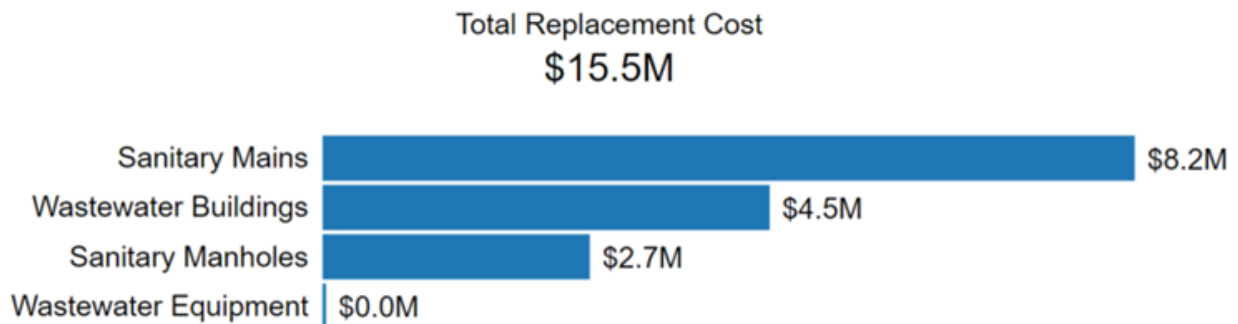 Total Replacement Cost
$15.5M
Sanitary Mains $8.2M
Wastewater Buildings $4.5M
Sanitary Manholes $2.7M
Wastewater Equipment $0.0M